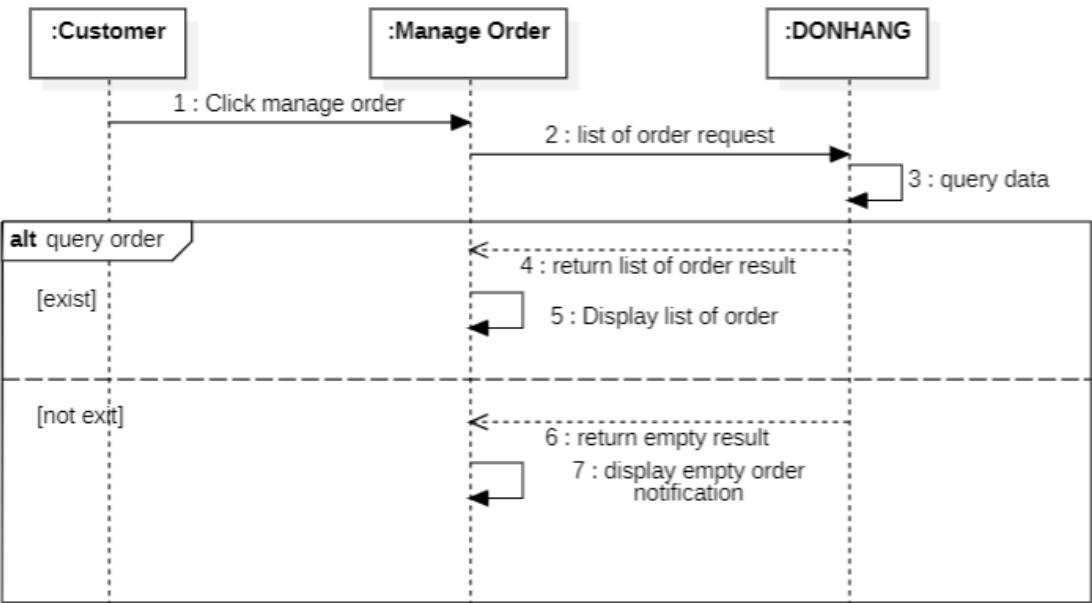 :Customer
:Manage Order
:DONHANG
1 : Click manage order
2 : list of order request
3 : query data
alt query order
4 : return list of order result
[exist]
5 : Display list of order
[not exit]
6 : return empty result
7 : display empty order
notification